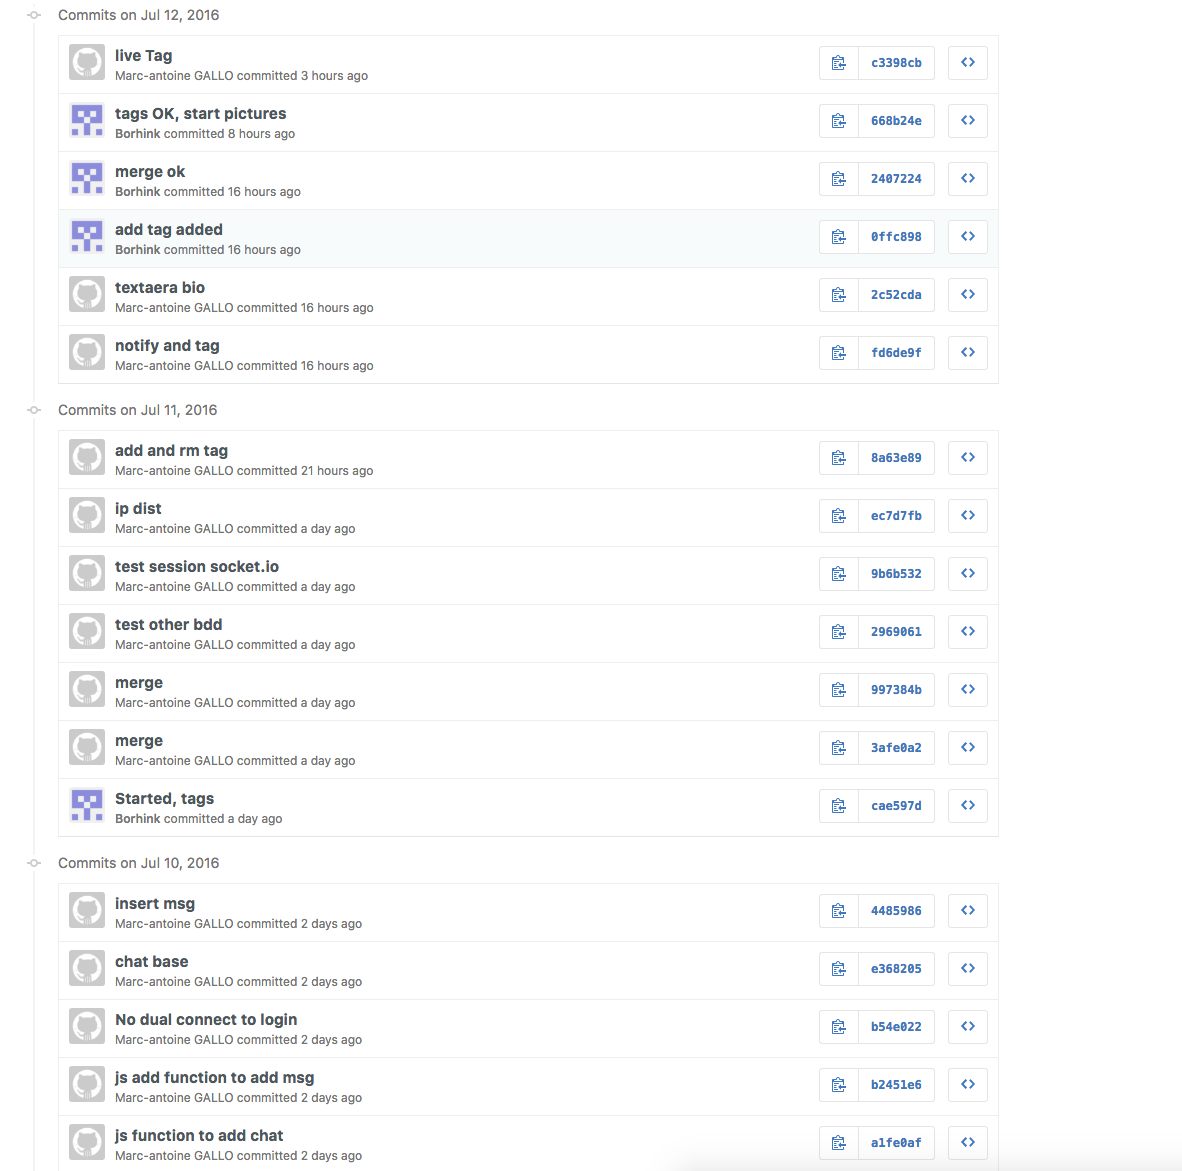 Commits on Jul 12, 2016
live Tag
c3398cb
Marc-antoine GALLO committed 3 hours ago
tags OK, start pictures
668b24e
Borhink committed 8 hours ago
merge ok
2407224
Borhink committed 16 hours ago
add tag added
0ffc898
Borhink committed 16 hours ago
textaera bio
2c52cda
Marc-antoine GALLO committed 16 hours ago
notify and tag
fd6de9f
Marc-antoine GALLO committed 16 hours ago
Commits on Jul 11, 2016
add and rm tag
8a63e89
Marc-antoine GALLO committed 21 hours ago
ip dist
ec7d7fb
Marc-antoine GALLO committed a day ago
test session socket.io
9b6b532
Marc-antoine GALLO committed a day ago
test other bdd
2969061
Marc-antoine GALLO committed a day ago
merge
997384b
Marc-antoine GALLO committed a day ago
merge
3afe0a2
Marc-antoine GALLO committed a day ago
Started, tags
cae597d
Borhink committed a day ago
Commits on Jul 10, 2016
insert msg
4485986
Marc-antoine GALLO committed 2 days ago
chat base
e368205
Marc-antoine GALLO committed 2 days ago
No dual connect to login
b54e022
Marc-antoine GALLO committed 2 days ago
js add function to add msg
b2451e6
Marc-antoine GALLO committed 2 days ago
js function to add chat
a1fe0af
Marc-antoine GALLO committed 2 days ago